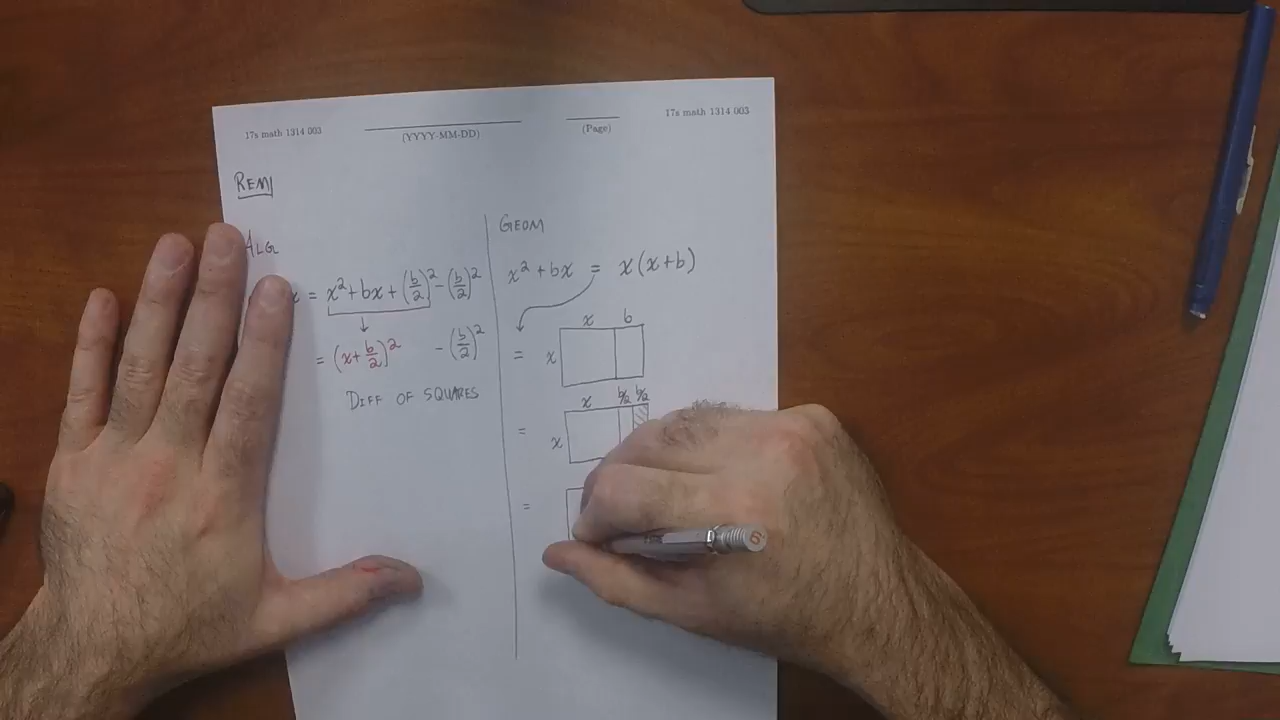 17s math 1314 003
(YYYY-MM-DD)
(Page)
17s math 1314 003
REM
ALG
x = x² + bx + (b/2)² - (b/2)²
= (x + b/2)² - (b/2)²
DIFF OF SQUARES
GEOM
x² + bx = x(x+b)
x b
= x
x b/2 b/2
= x
=